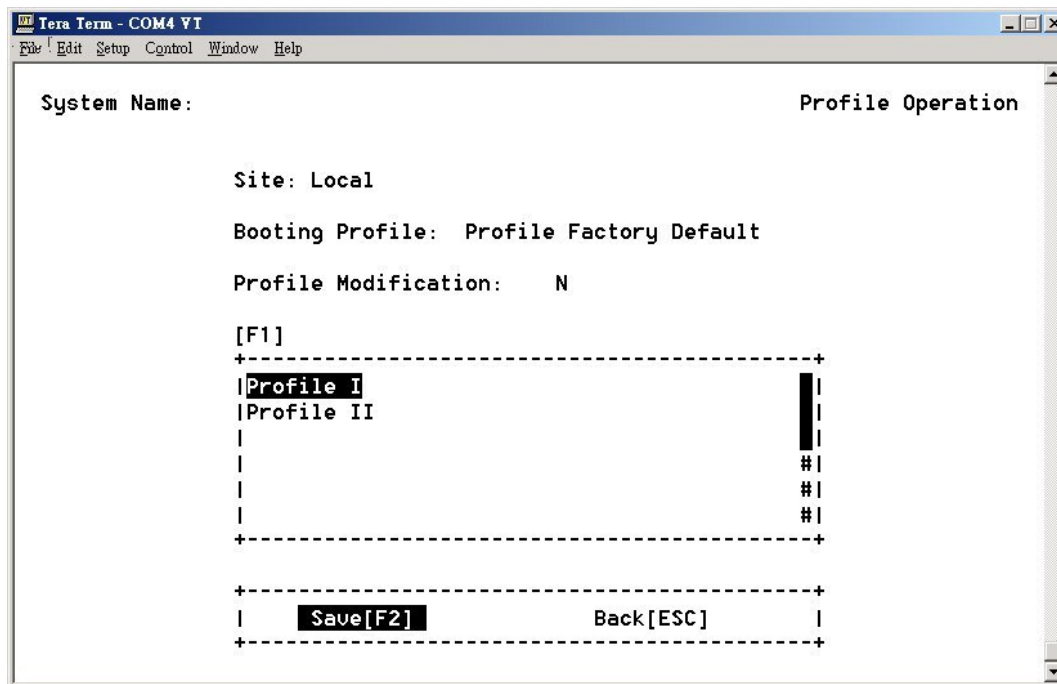 Tera Term - COM4 VT
File Edit Setup Control Window Help
System Name: Profile Operation
Site: Local
Booting Profile: Profile Factory Default
Profile Modification: N
[F1]
+--------------------------------------------+
|Profile I |
|Profile II |
| |
| #|
| #|
| #|
+--------------------------------------------+
+--------------------------------------------+
| Save[F2] Back[ESC] |
+--------------------------------------------+